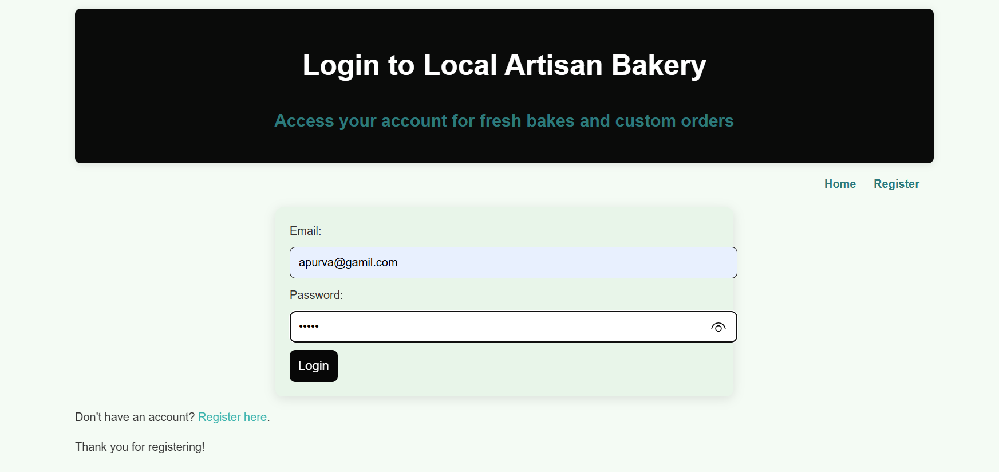 Login to Local Artisan Bakery
Access your account for fresh bakes and custom orders
Home Register
Email:
apurva@gamil.com
Password:
•••••
Login
Don't have an account? Register here.
Thank you for registering!